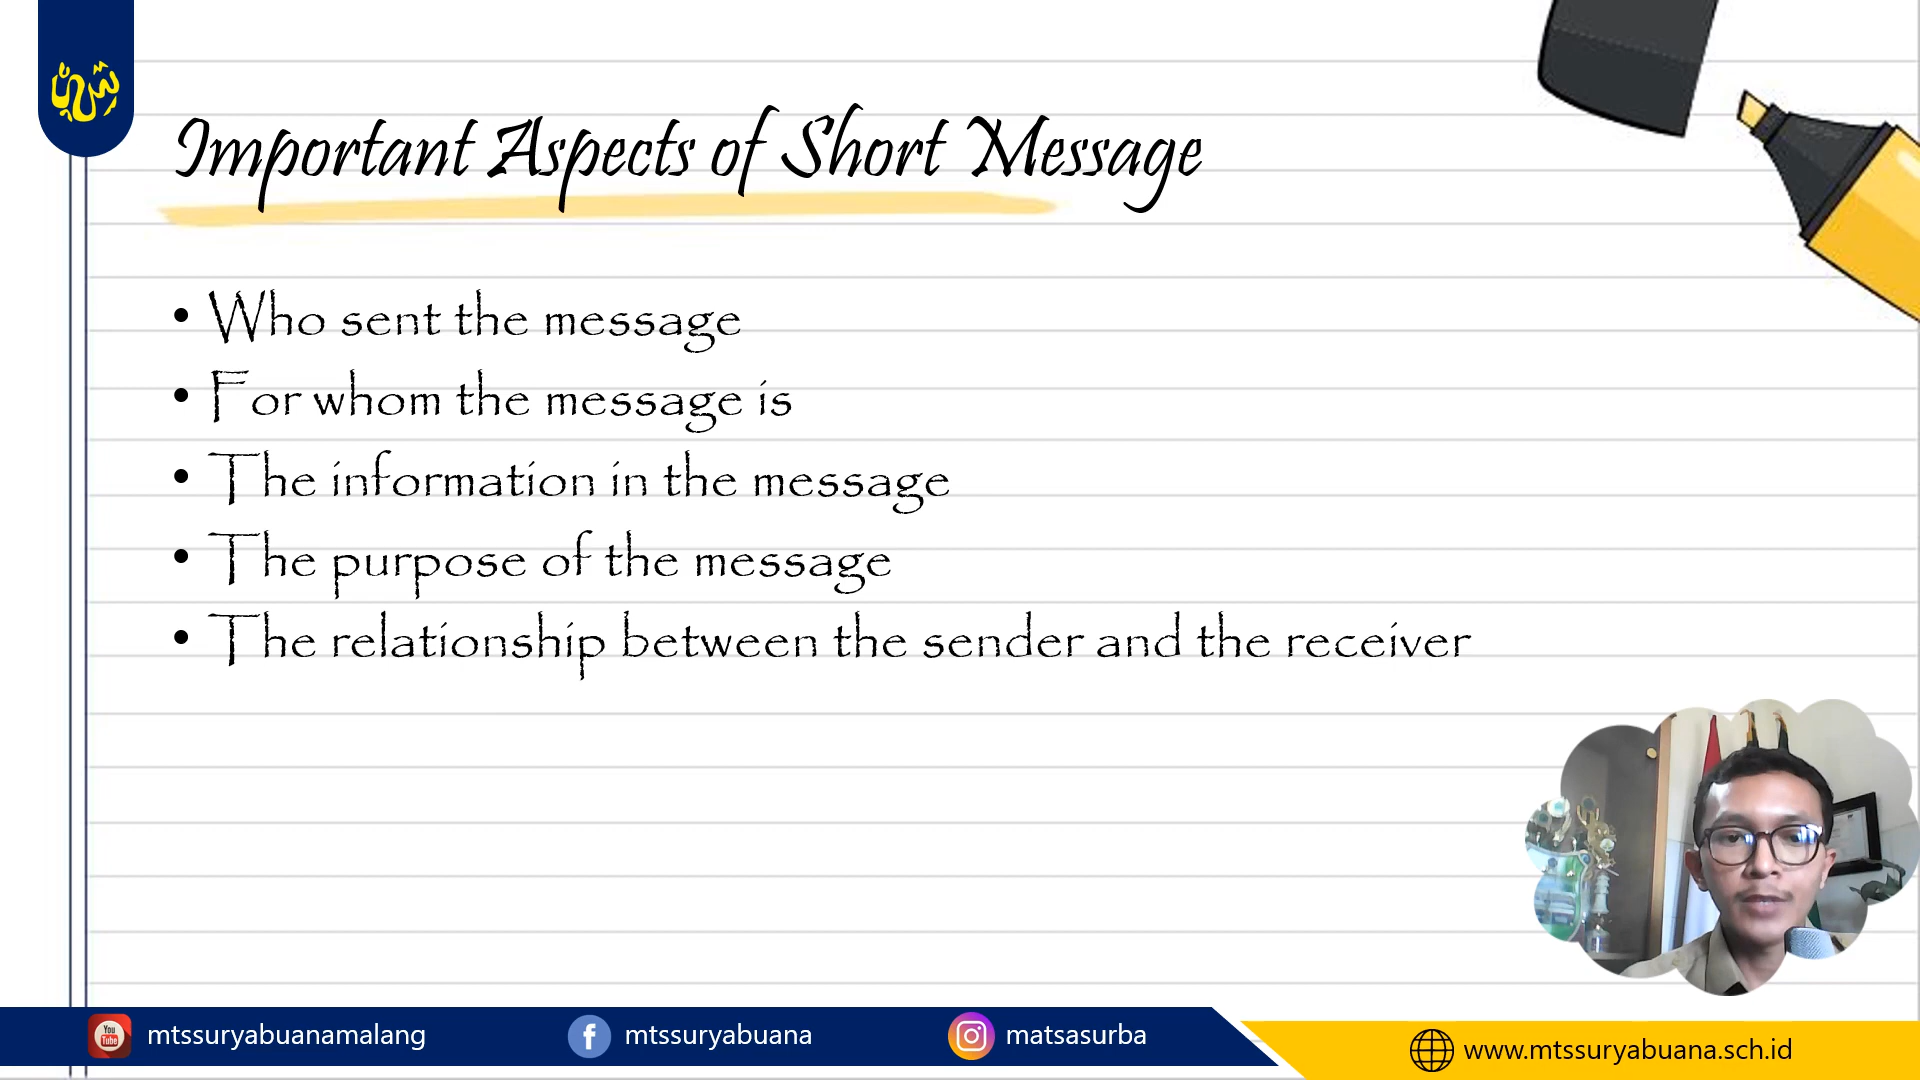 Important Aspects of Short Message
• Who sent the message
• For whom the message is
• The information in the message
• The purpose of the message
• The relationship between the sender and the receiver
You Tube
mtssuryabuanamalang
mtssuryabuana
matsasurba
www.mtssuryabuana.sch.id